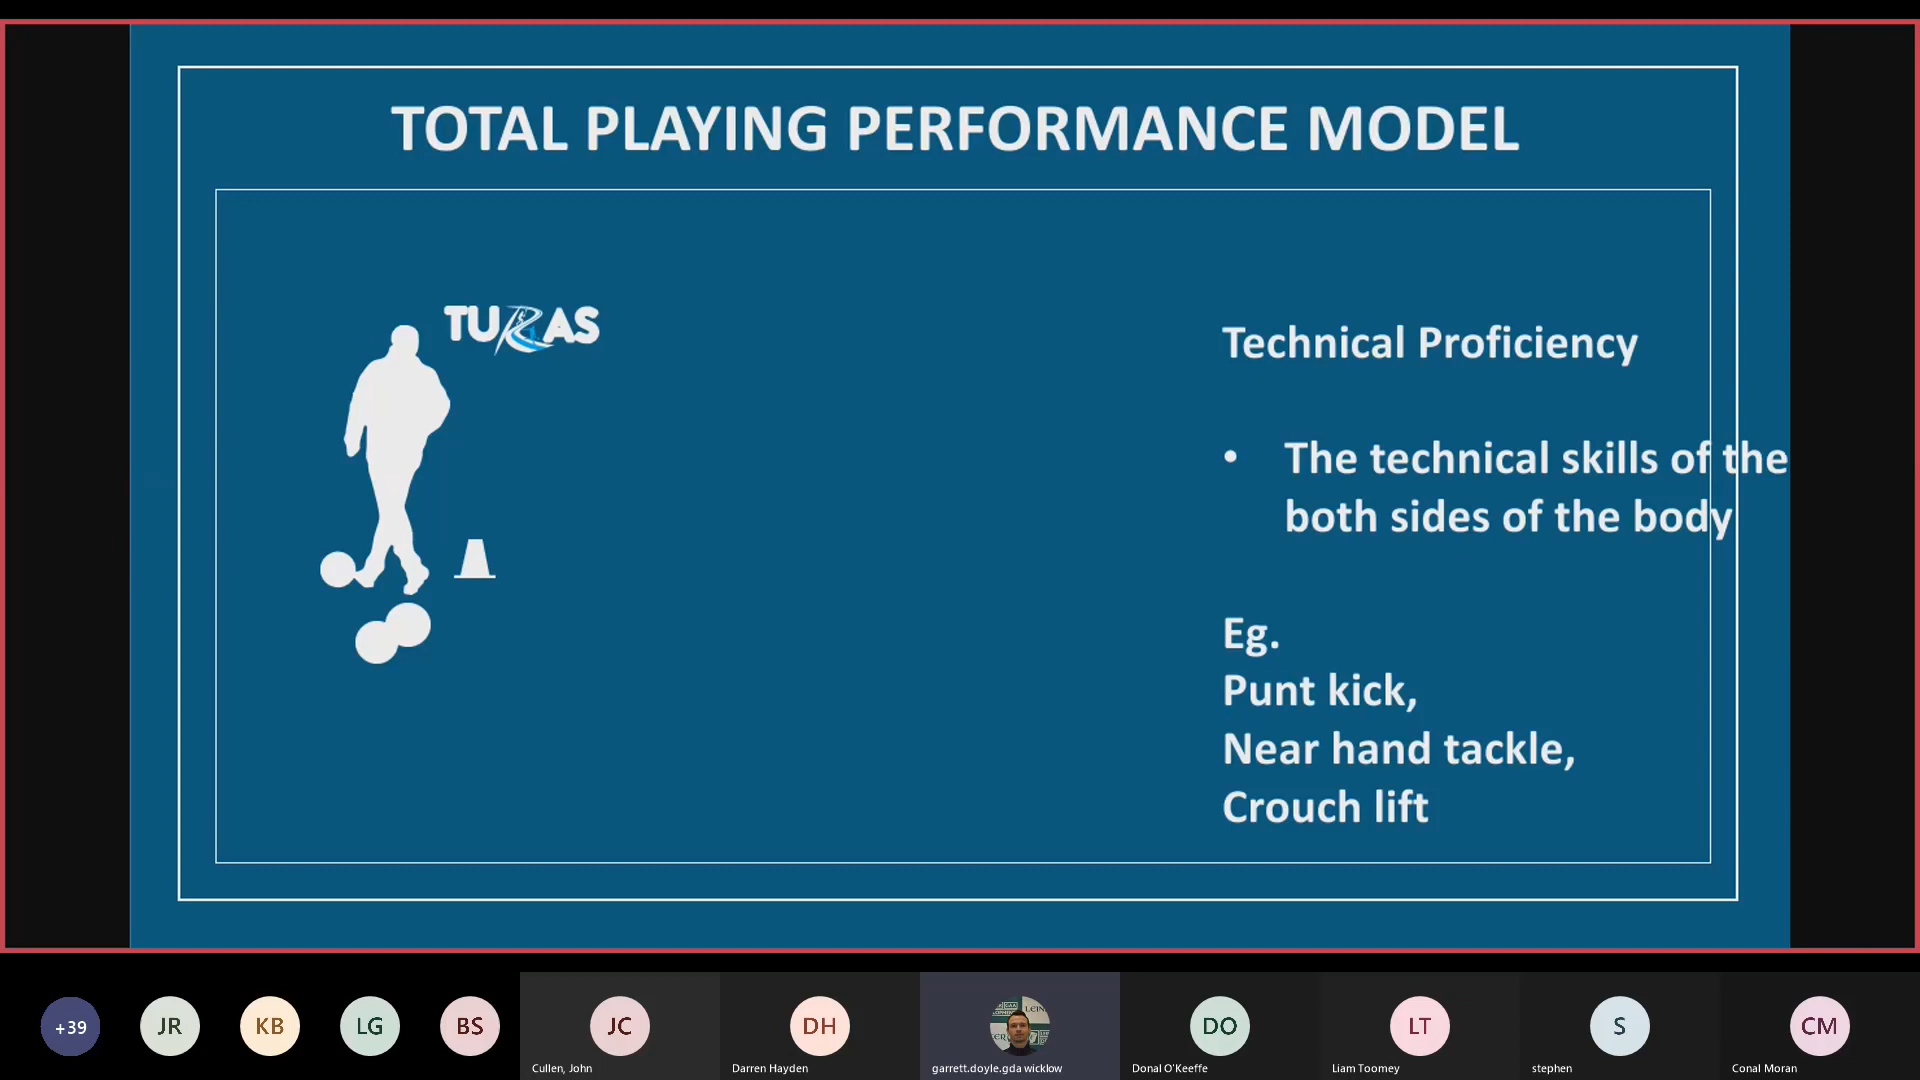 TOTAL PLAYING PERFORMANCE MODEL
TURAS
Technical Proficiency
• The technical skills of the
both sides of the body
Eg.
Punt kick,
Near hand tackle,
Crouch lift
+39
JR
KB
LG
BS
JC
DH
DO
LT
S
CM
Cullen, John
Darren Hayden
garrett.doyle.gda wicklow
Donal O'Keeffe
Liam Toomey
stephen
Conal Moran